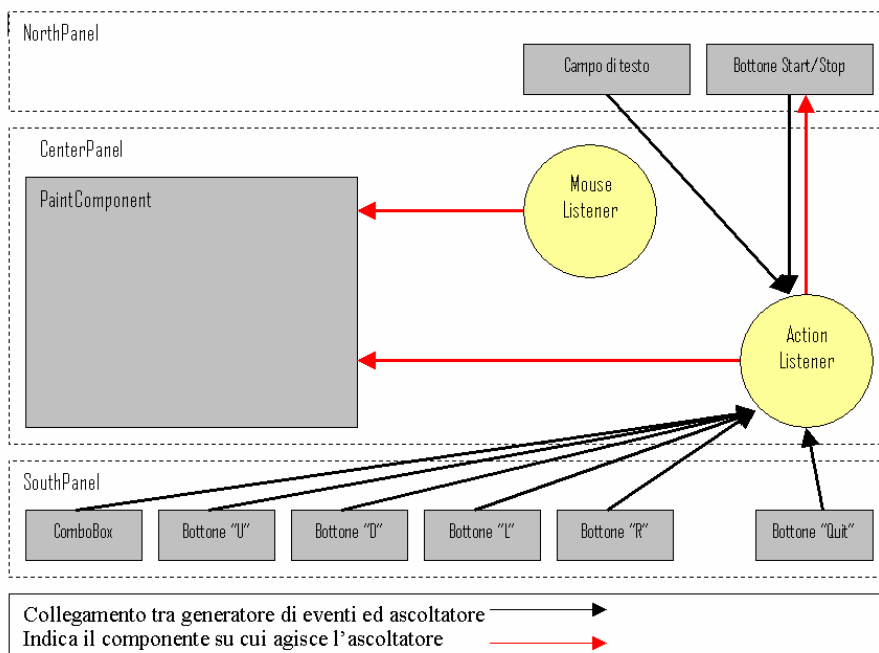 NorthPanel
Campo di testo
Bottone Start/Stop
CenterPanel
PaintComponent
Mouse
Listener
Action
Listener
SouthPanel
ComboBox
Bottone "U"
Bottone "D"
Bottone "L"
Bottone "R"
Bottone "Quit"
Collegamento tra generatore di eventi ed ascoltatore
Indica il componente su cui agisce l'ascoltatore